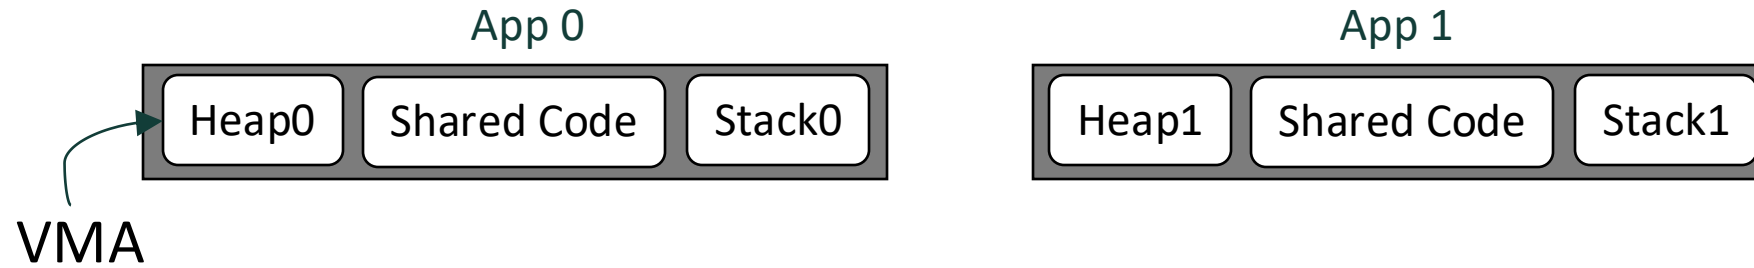 App 0
App 1
Heap0 Shared Code Stack0
Heap1 Shared Code Stack1
VMA